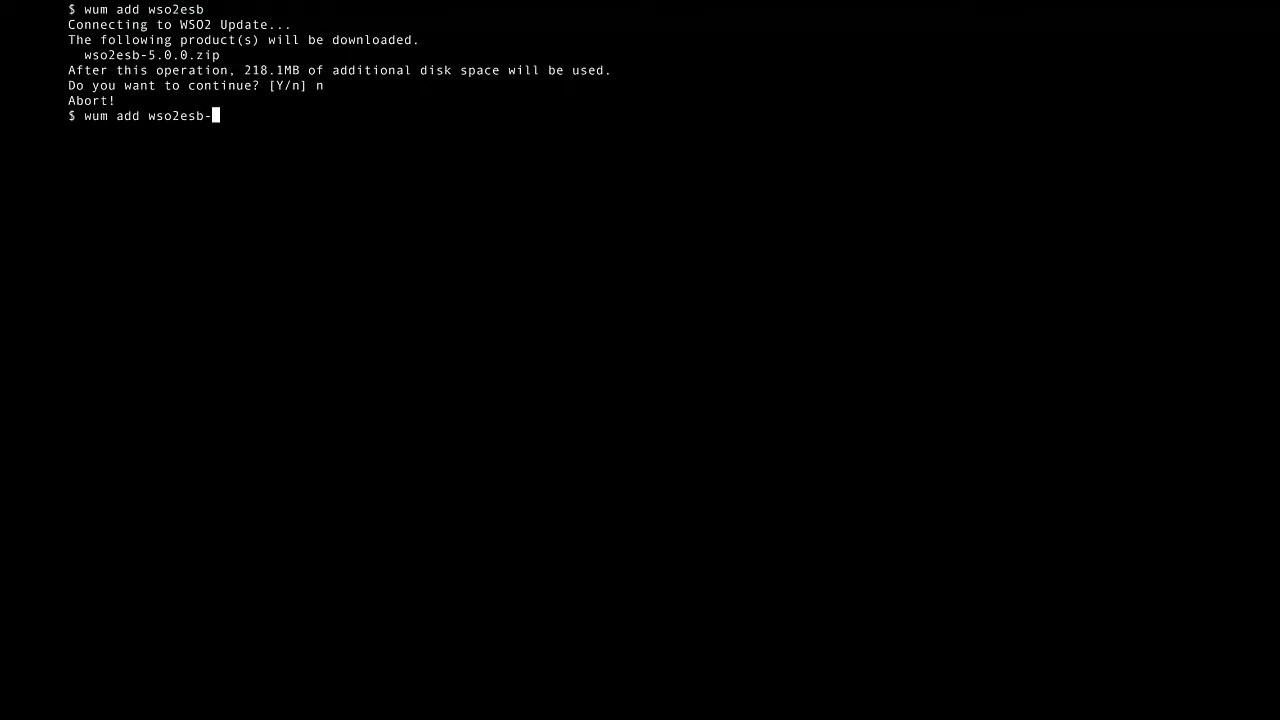 $ wum add wso2esb
Connecting to WSO2 Update...
The following product(s) will be downloaded.
  wso2esb-5.0.0.zip
After this operation, 218.1MB of additional disk space will be used.
Do you want to continue? [Y/n] n
Abort!
$ wum add wso2esb-